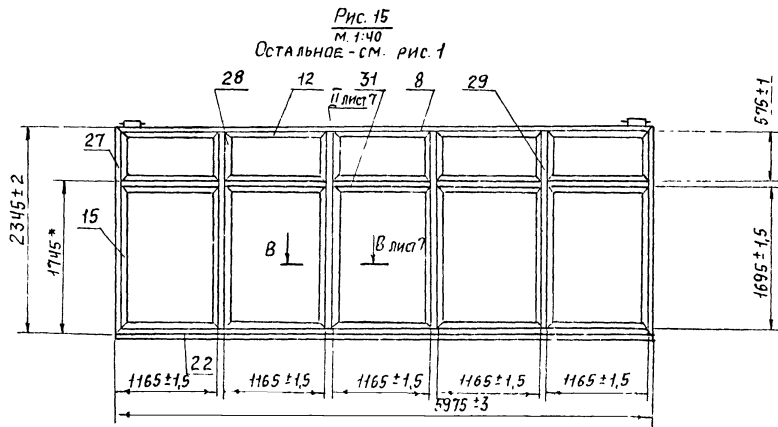 Рис. 15
М. 1:40
Остальное - см. рис. 1
28 12 31 8 29
II лист 7
27
15
22
В В лист 7
2345±2
1745*
575±1
1695±1,5
1165±1,5 1165±1,5 1165±1,5 1165±1,5 1165±1,5
5975±3